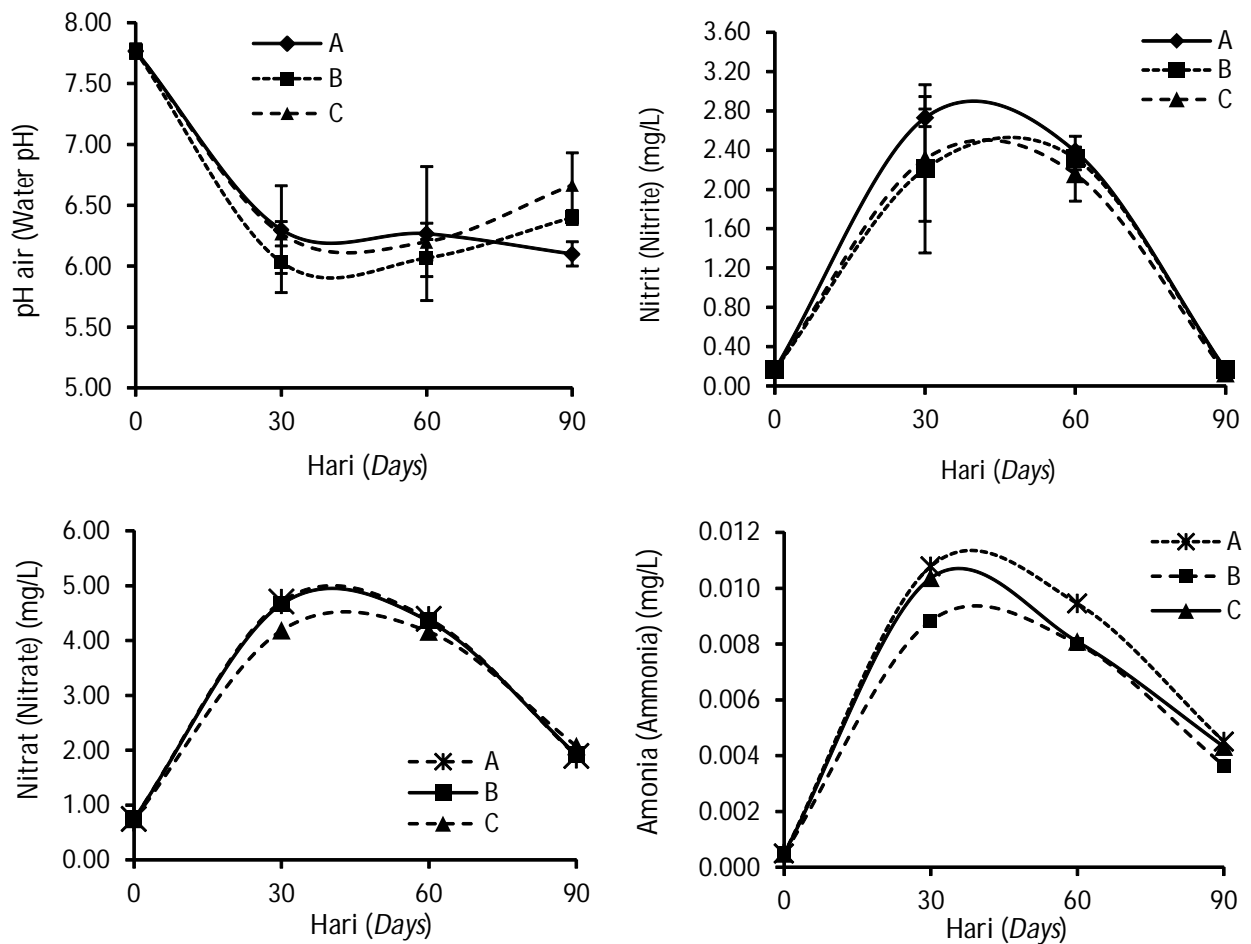 pH air (Water pH)
8.00
7.50
7.00
6.50
6.00
5.50
5.00
A
B
C
0 30 60 90
Hari (Days)
Nitrit (Nitrite) (mg/L)
3.60
3.20
2.80
2.40
2.00
1.60
1.20
0.80
0.40
0.00
A
B
C
0 30 60 90
Hari (Days)
Nitrat (Nitrate) (mg/L)
6.00
5.00
4.00
3.00
2.00
1.00
0.00
A
B
C
0 30 60 90
Hari (Days)
Amonia (Ammonia) (mg/L)
0.012
0.010
0.008
0.006
0.004
0.002
0.000
A
B
C
0 30 60 90
Hari (Days)